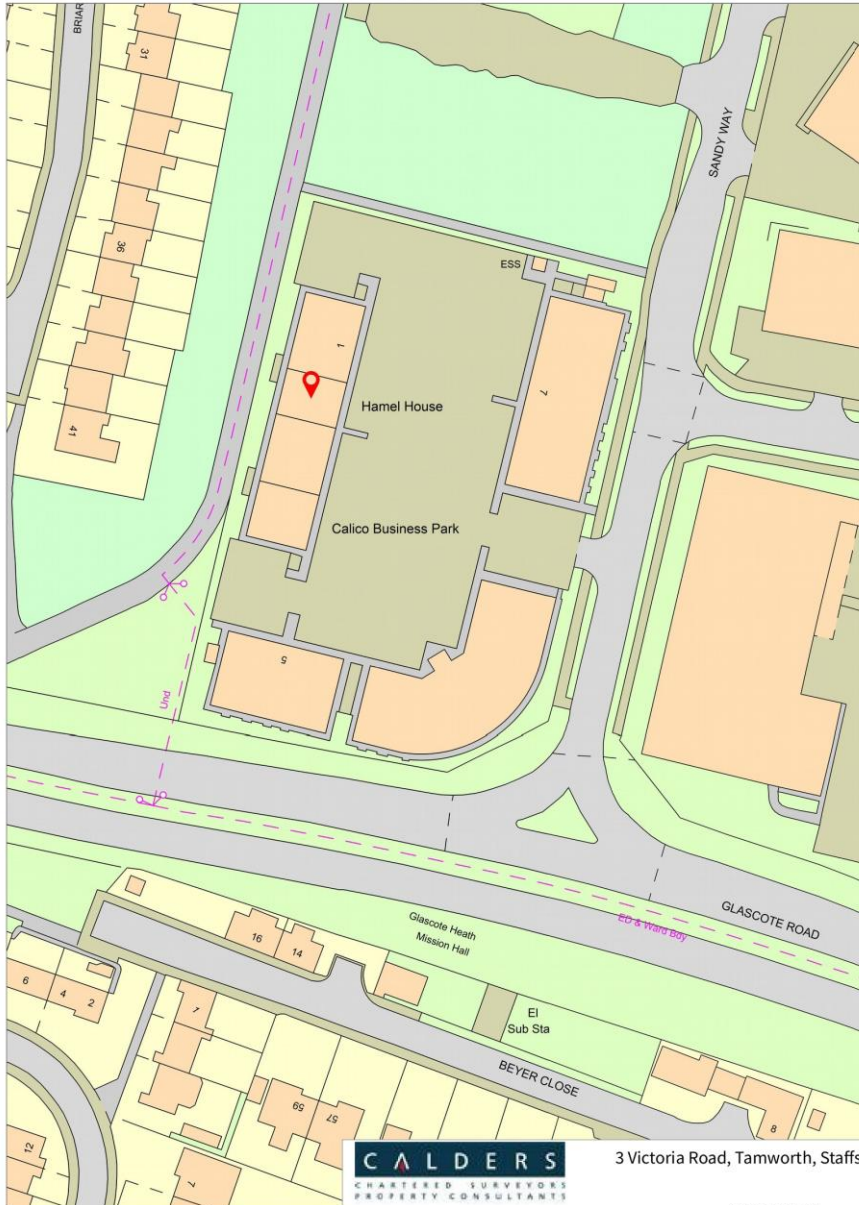 BRIAR
31
SANDY WAY
36
ESS
1
7
Hamel House
41
Calico Business Park
5
Und
GLASCOTE ROAD
ED & Ward Bdy
Glascote Heath
Mission Hall
16
14
6
4
2
El
Sub Sta
1
BEYER CLOSE
59
57
8
12
7
CALDERS
CHARTERED SURVEYORS
PROPERTY CONSULTANTS
3 Victoria Road, Tamworth, Staffs